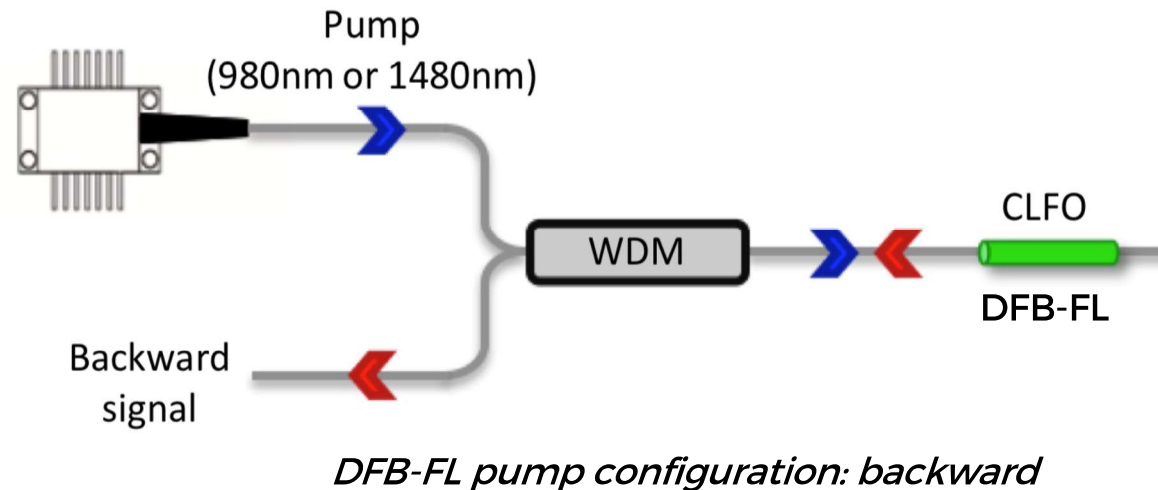 Pump
(980nm or 1480nm)
CLFO
WDM
DFB-FL
Backward
signal
DFB-FL pump configuration: backward